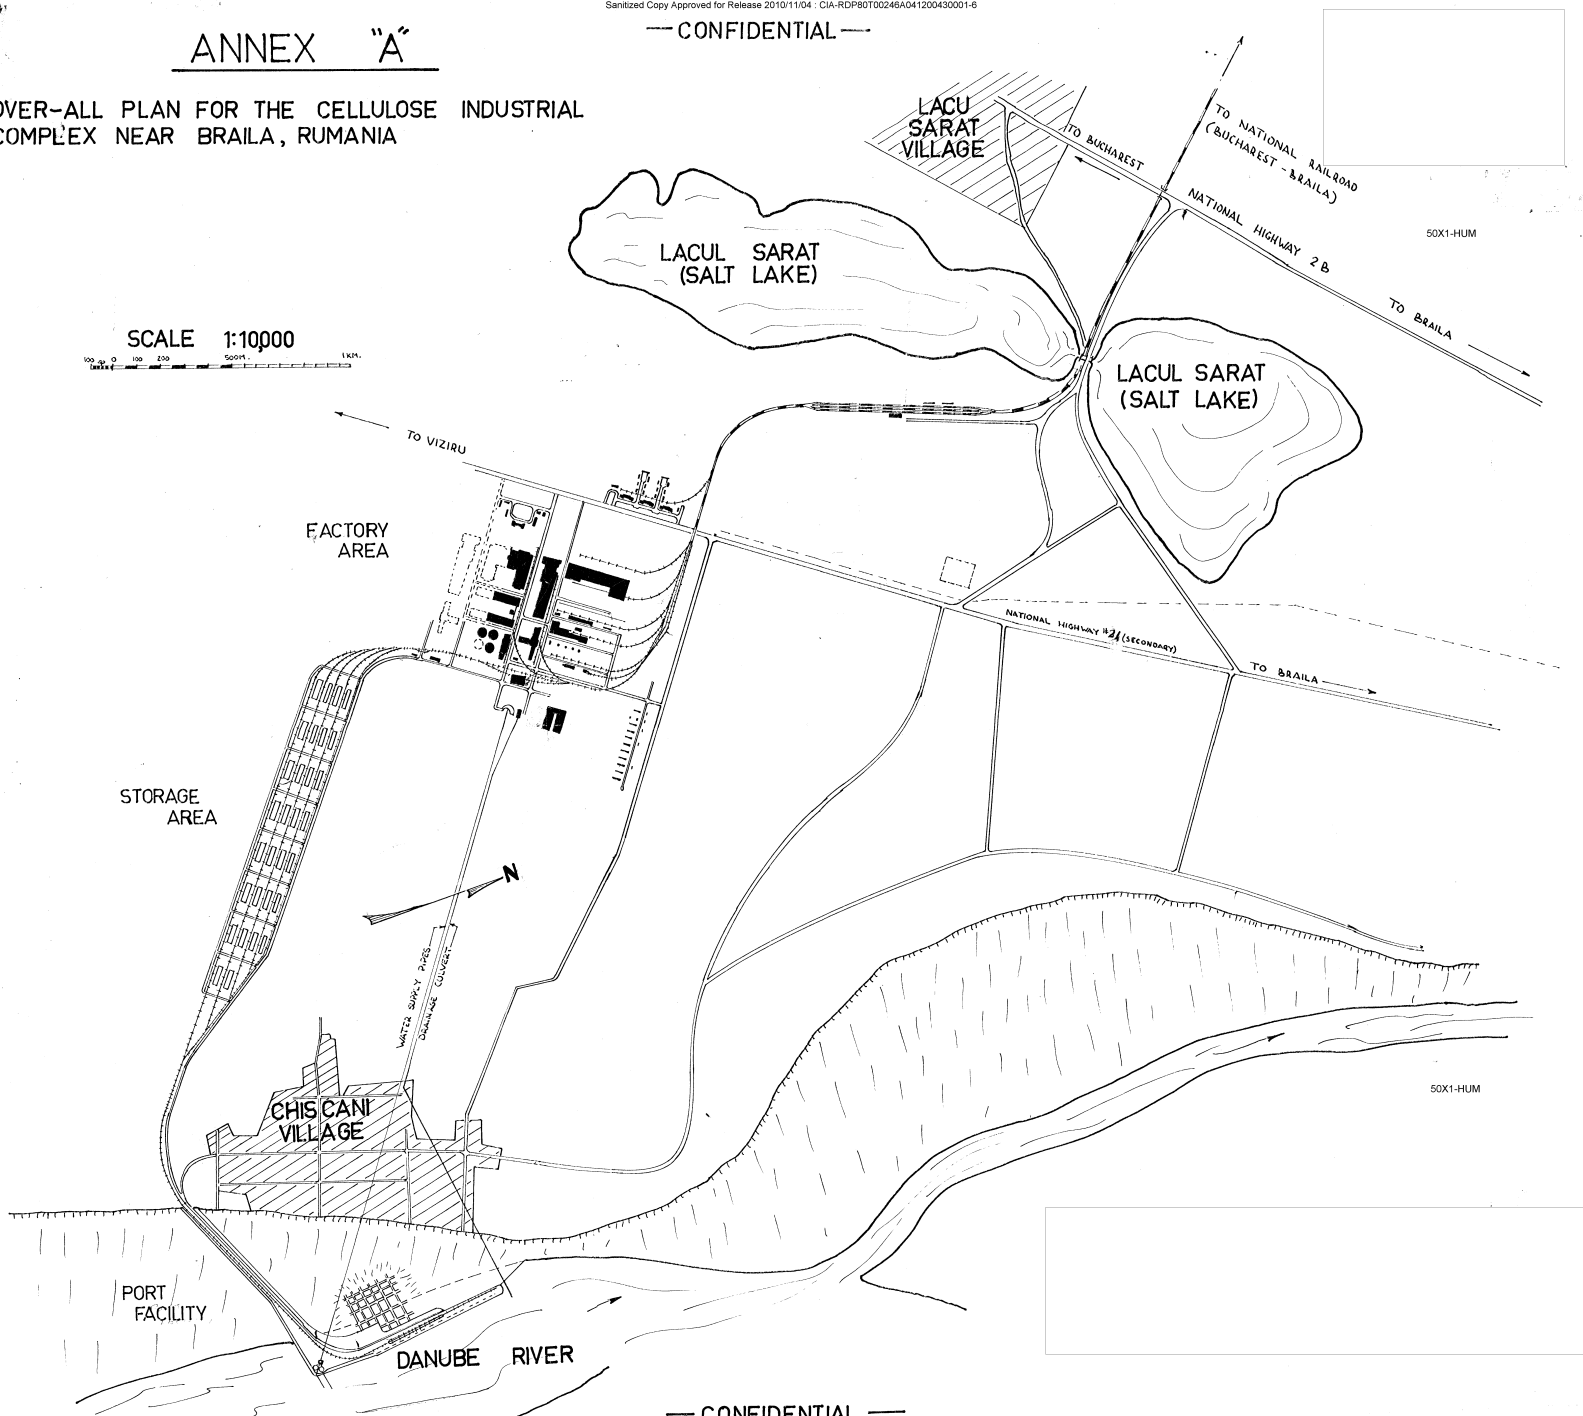 Sanitized Copy Approved for Release 2010/11/04 : CIA-RDP80T00246A041200430001-6
CONFIDENTIAL
ANNEX "A"
OVER-ALL PLAN FOR THE CELLULOSE INDUSTRIAL
COMPLEX NEAR BRAILA, RUMANIA
LACU
SARAT
VILLAGE
TO BUCHAREST
TO NATIONAL RAILROAD
(BUCHAREST - BRAILA)
NATIONAL HIGHWAY 2B
TO BRAILA
50X1-HUM
LACUL SARAT
(SALT LAKE)
SCALE 1:10,000
100 50 0 100 200 500M. 1KM.
LACUL SARAT
(SALT LAKE)
TO VIZIRU
FACTORY
AREA
NATIONAL HIGHWAY #21 (SECONDARY)
TO BRAILA
STORAGE
AREA
N
WATER SUPPLY PIPES
DRAINAGE CULVERT
CHISCANI
VILLAGE
50X1-HUM
PORT
FACILITY
DANUBE RIVER
CONFIDENTIAL